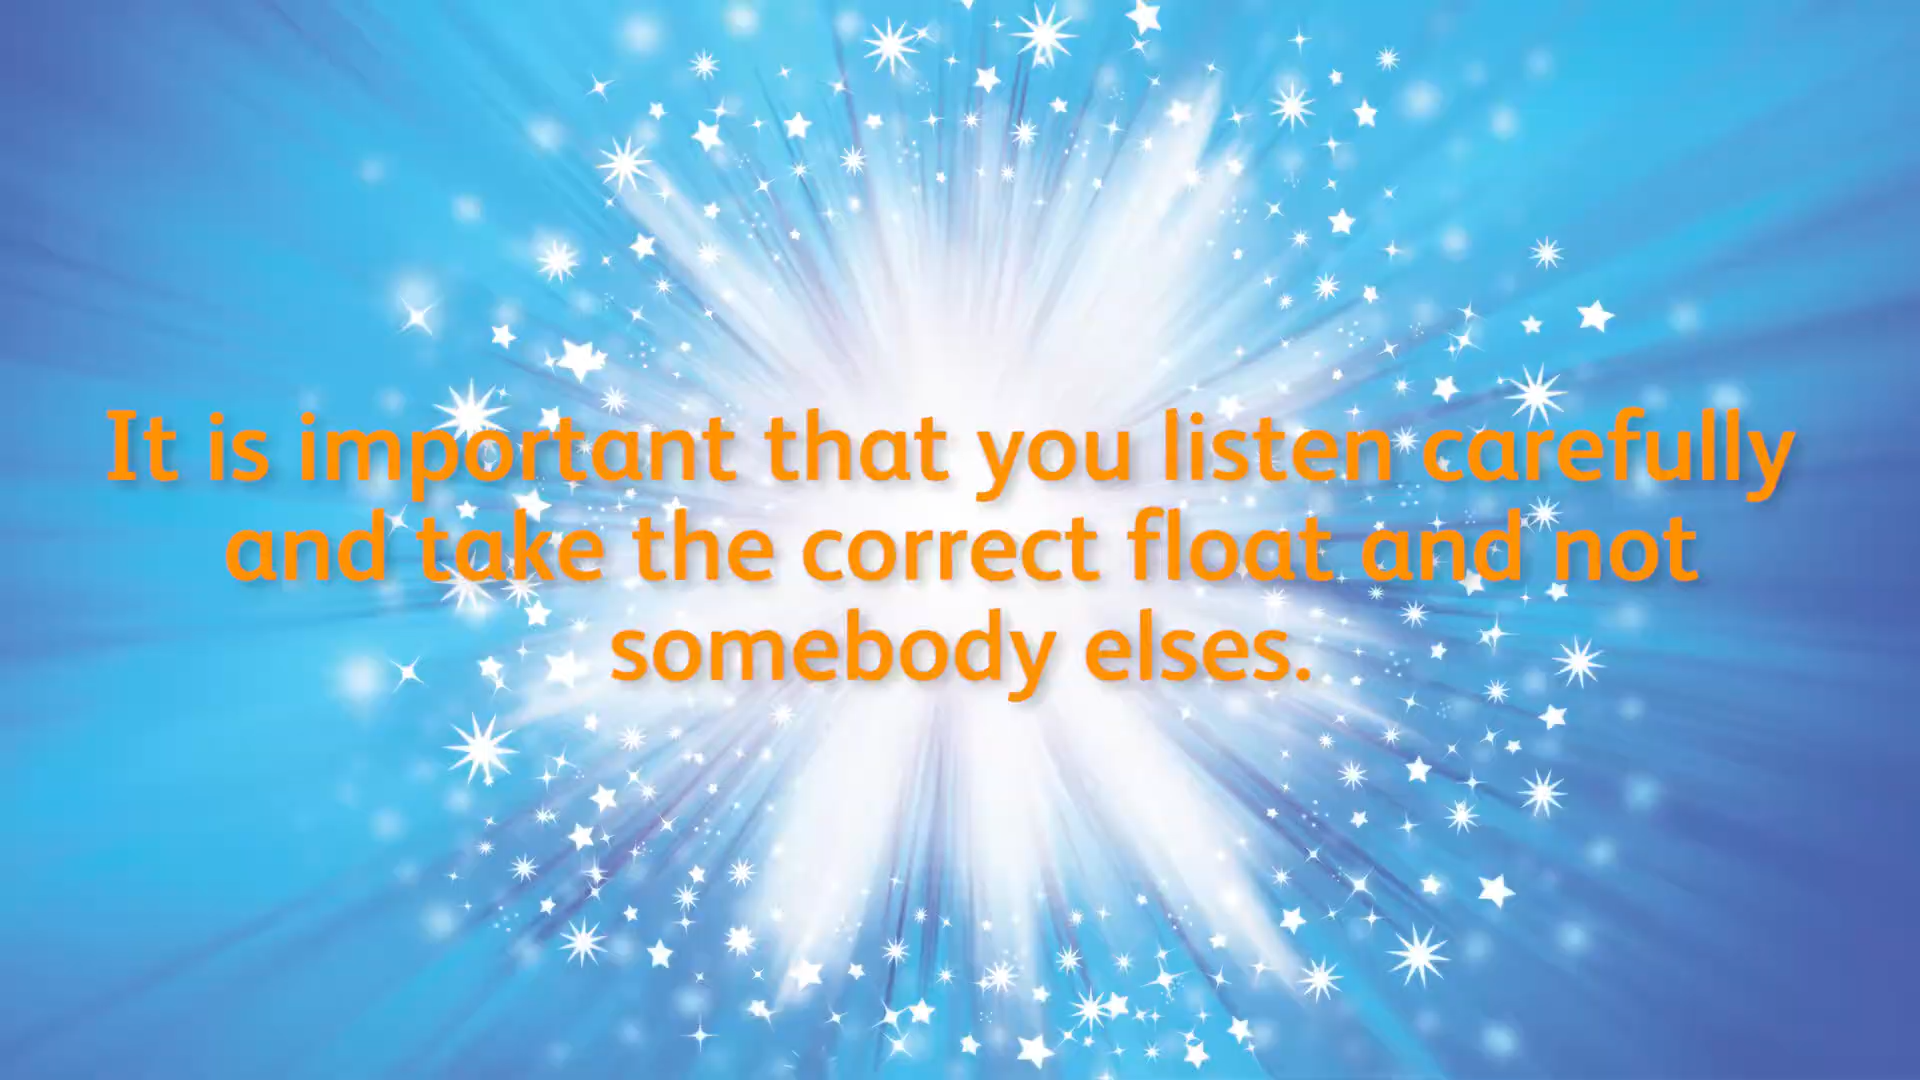 It is important that you listen carefully
and take the correct float and not
somebody elses.